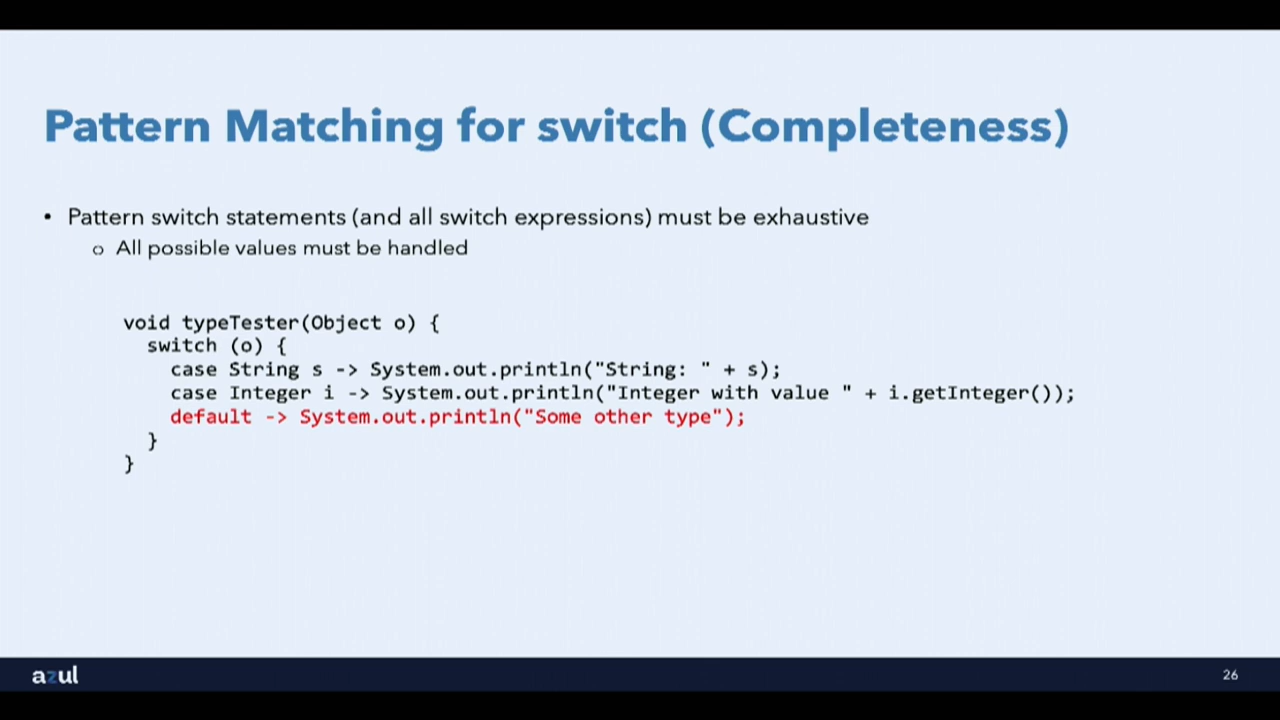 Pattern Matching for switch (Completeness)
• Pattern switch statements (and all switch expressions) must be exhaustive
o All possible values must be handled
void typeTester(Object o) {
  switch (o) {
    case String s -> System.out.println("String: " + s);
    case Integer i -> System.out.println("Integer with value " + i.getInteger());
    default -> System.out.println("Some other type");
  }
}
azul
26